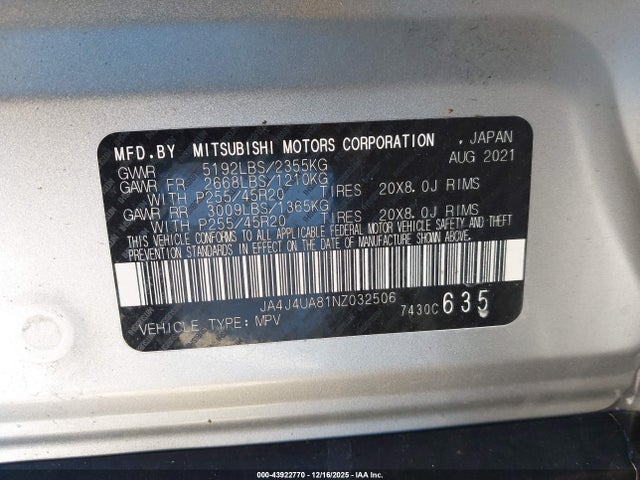 MFD.BY MITSUBISHI MOTORS CORPORATION , JAPAN
GVWR 5192LBS/2355KG AUG 2021
GAWR FR 2668LBS/1210KG
WITH P255/45R20 TIRES 20X8.0J RIMS
GAWR RR 3009LBS/1365KG
WITH P255/45R20 TIRES 20X8.0J RIMS
THIS VEHICLE CONFORMS TO ALL APPLICABLE FEDERAL MOTOR VEHICLE SAFETY AND
THEFT PREVENTION STANDARDS IN EFFECT ON THE DATE OF MANUFACTURE SHOWN ABOVE.
JA4J4UA81NZ032506
VEHICLE TYPE: MPV 7430C 635
000-43922770 - 12/16/2025 - IAA Corp.